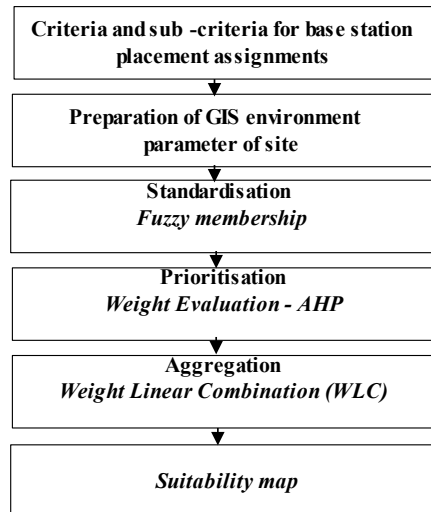 Criteria and sub -criteria for base station
placement assignments
Preparation of GIS environment
parameter of site
Standardisation
Fuzzy membership
Prioritisation
Weight Evaluation - AHP
Aggregation
Weight Linear Combination (WLC)
Suitability map